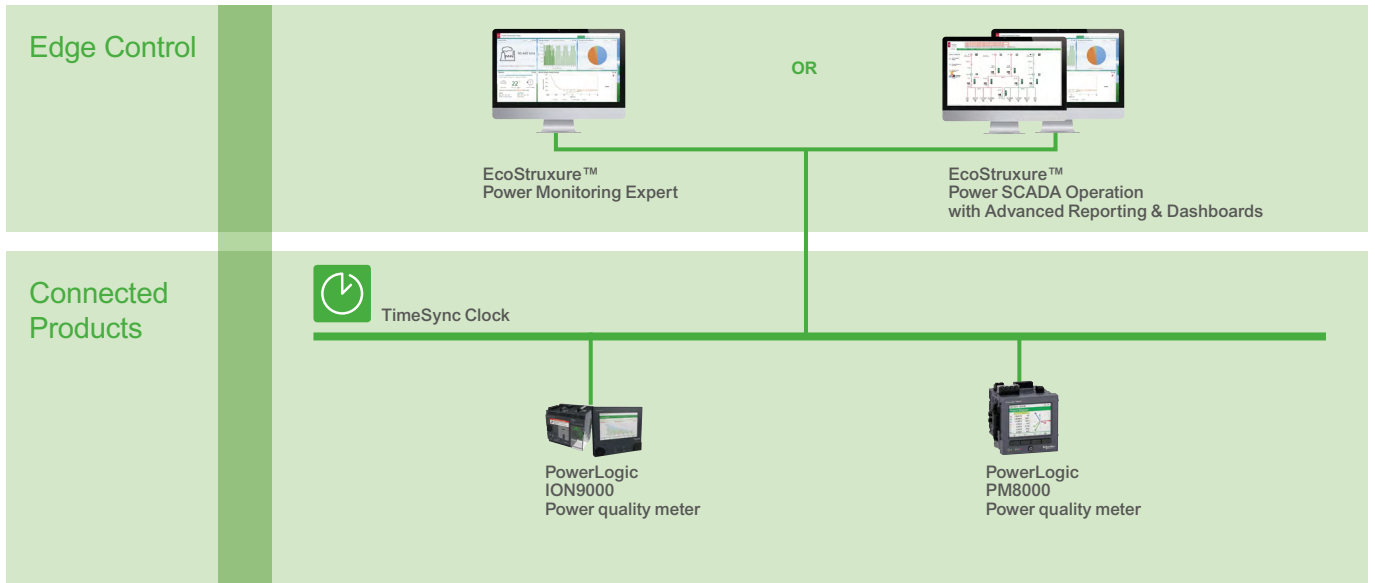 Edge Control
OR
EcoStruxure™
Power Monitoring Expert
EcoStruxure™
Power SCADA Operation
with Advanced Reporting & Dashboards
Connected
Products
TimeSync Clock
PowerLogic
ION9000
Power quality meter
PowerLogic
PM8000
Power quality meter